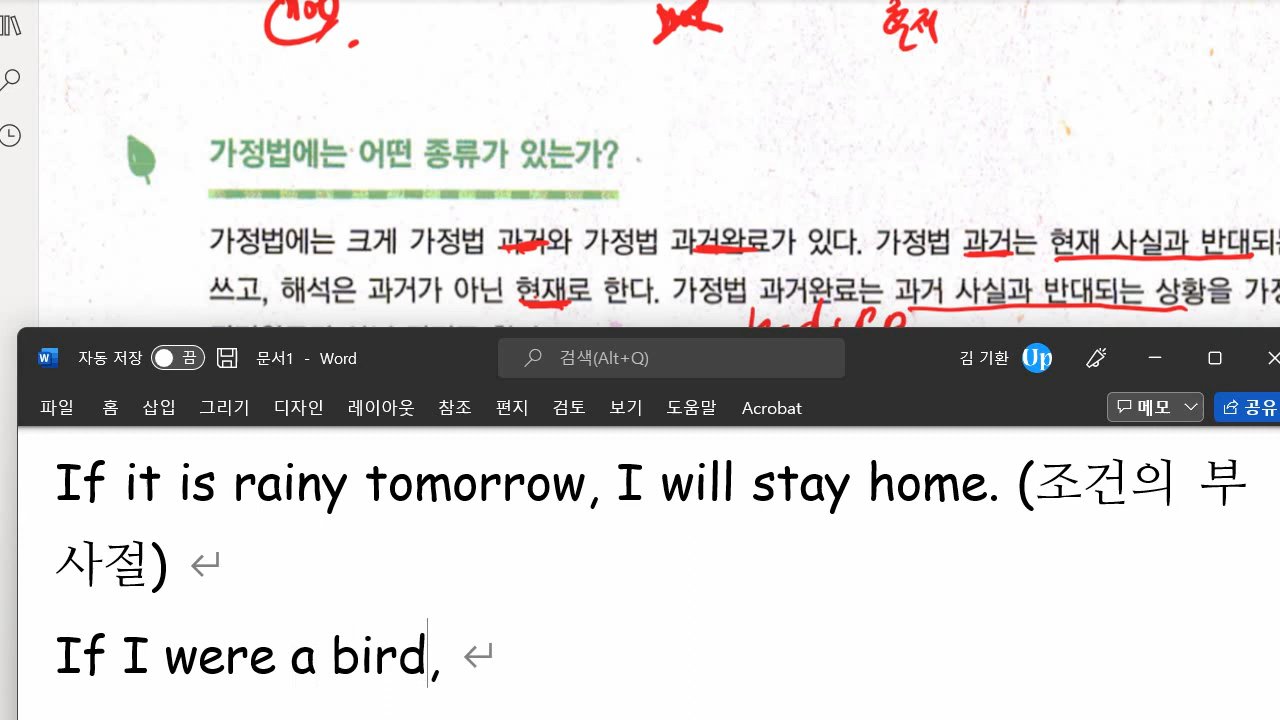 현재
가정법에는 어떤 종류가 있는가?
가정법에는 크게 가정법 과거와 가정법 과거완료가 있다. 가정법 과거는 현재 사실과 반대되는
쓰고, 해석은 과거가 아닌 현재로 한다. 가정법 과거완료는 과거 사실과 반대되는 상황을 가정
자동 저장 끔 문서1 - Word 검색(Alt+Q) 김 기환 Up
파일 홈 삽입 그리기 디자인 레이아웃 참조 편지 검토 보기 도움말 Acrobat 메모 공유
If it is rainy tomorrow, I will stay home. (조건의 부
사절)
If I were a bird,